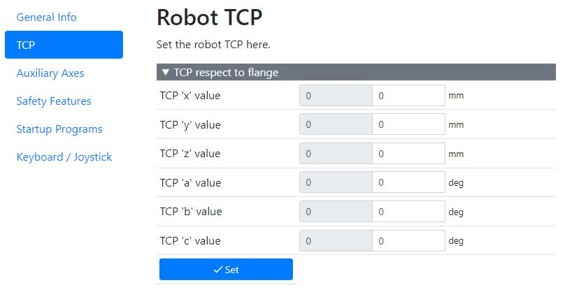 General Info
TCP
Auxiliary Axes
Safety Features
Startup Programs
Keyboard / Joystick
Robot TCP
Set the robot TCP here.
▼ TCP respect to flange
TCP 'x' value 0 0 mm
TCP 'y' value 0 0 mm
TCP 'z' value 0 0 mm
TCP 'a' value 0 0 deg
TCP 'b' value 0 0 deg
TCP 'c' value 0 0 deg
✓ Set